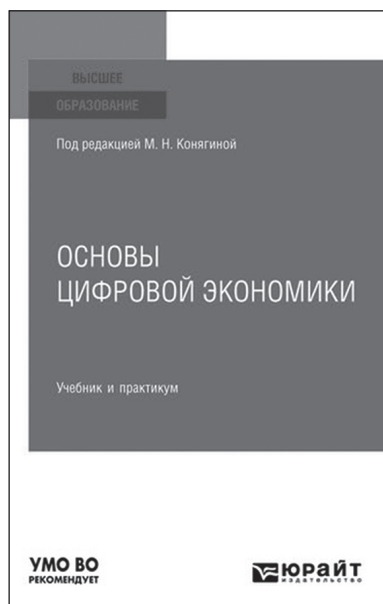 ВЫСШЕЕ
ОБРАЗОВАНИЕ
Под редакцией М. Н. Конягиной
ОСНОВЫ
ЦИФРОВОЙ ЭКОНОМИКИ
Учебник и практикум
УМО ВО
РЕКОМЕНДУЕТ
юрайт
издательство